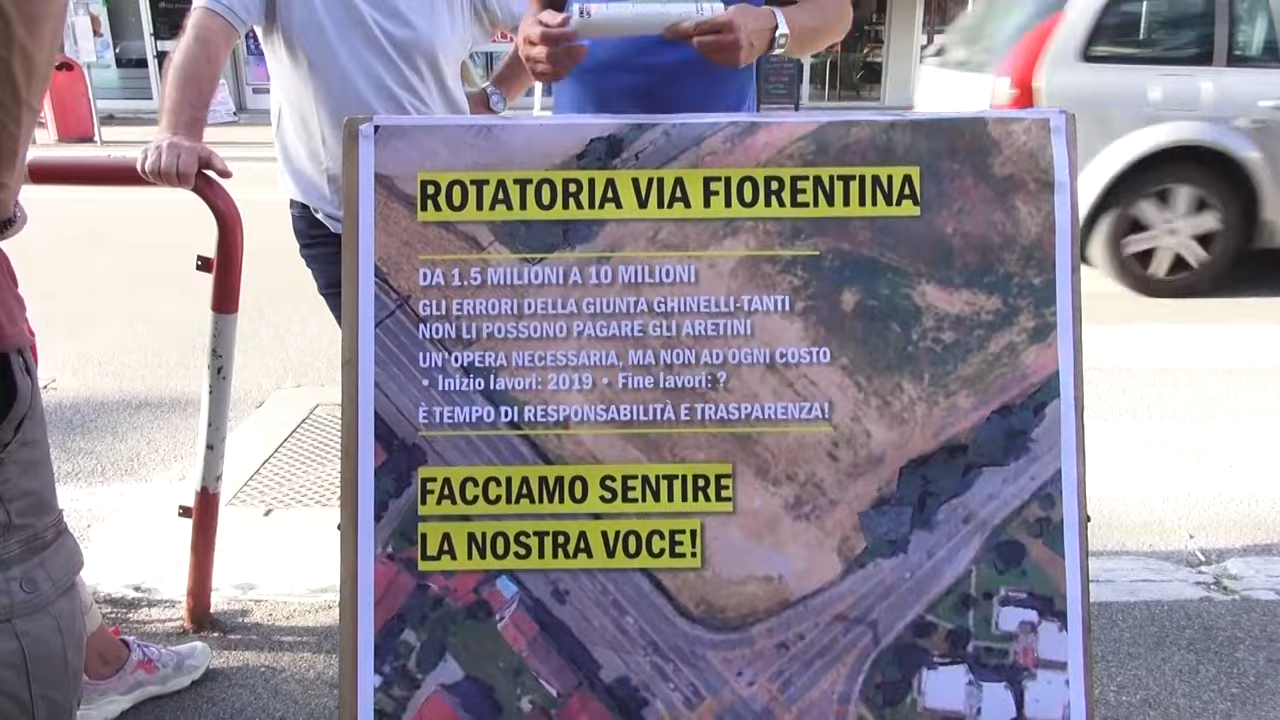 ROTATORIA VIA FIORENTINA
DA 1.5 MILIONI A 10 MILIONI
GLI ERRORI DELLA GIUNTA GHINELLI-TANTI
NON LI POSSONO PAGARE GLI ARETINI
UN'OPERA NECESSARIA, MA NON AD OGNI COSTO
• Inizio lavori: 2019 • Fine lavori: ?
È TEMPO DI RESPONSABILITÀ E TRASPARENZA!
FACCIAMO SENTIRE
LA NOSTRA VOCE!